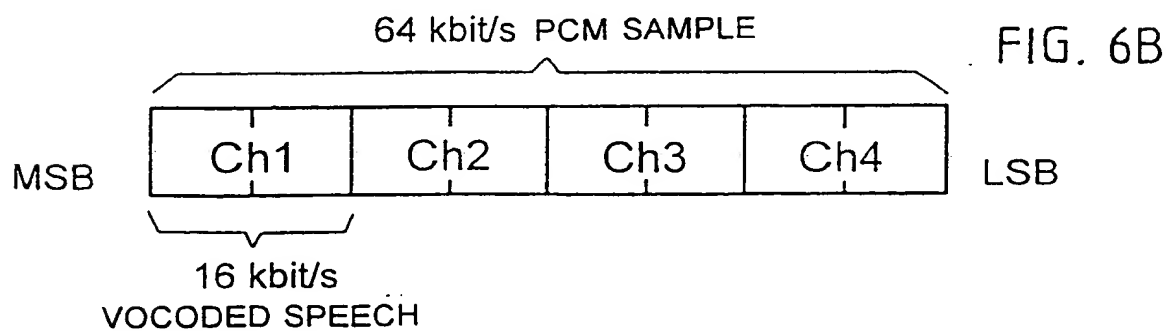 64 kbit/s PCM SAMPLE
FIG. 6B
MSB
Ch1
Ch2
Ch3
Ch4
LSB
16 kbit/s
VOCODED SPEECH